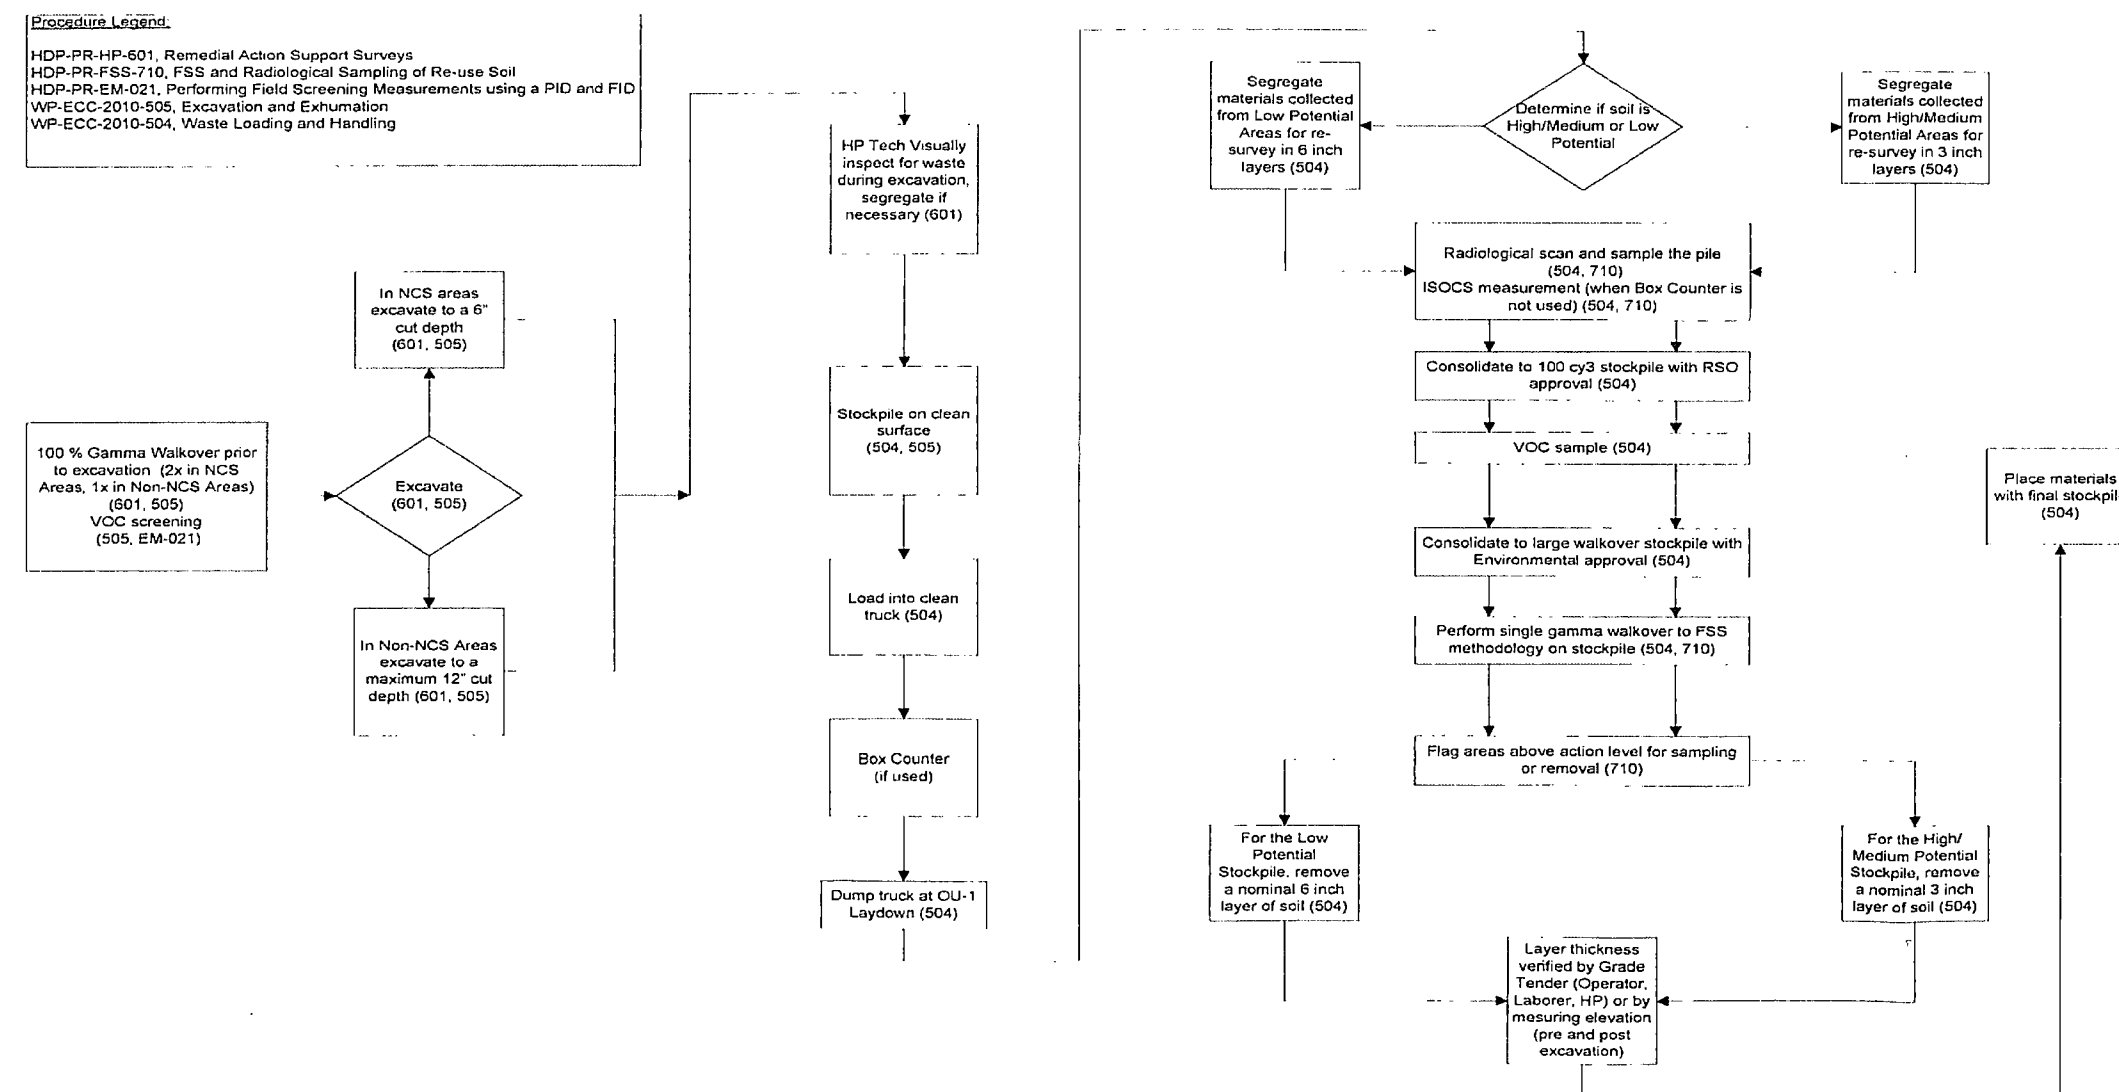 Procedure Legend:
HDP-PR-HP-601, Remedial Action Support Surveys
HDP-PR-FSS-710, FSS and Radiological Sampling of Re-use Soil
HDP-PR-EM-021, Performing Field Screening Measurements using a PID and FID
WP-ECC-2010-505, Excavation and Exhumation
WP-ECC-2010-504, Waste Loading and Handling
100 % Gamma Walkover prior
to excavation (2x in NCS
Areas, 1x in Non-NCS Areas)
(601, 505)
VOC screening
(505, EM-021)
In NCS areas
excavate to a 6"
cut depth
(601, 505)
Excavate
(601, 505)
In Non-NCS Areas
excavate to a
maximum 12" cut
depth (601, 505)
HP Tech Visually
inspect for waste
during excavation,
segregate if
necessary (601)
Stockpile on clean
surface
(504, 505)
Load into clean
truck (504)
Box Counter
(if used)
Dump truck at OU-1
Laydown (504)
Determine if soil is
High/Medium or Low
Potential
Segregate
materials collected
from Low Potential
Areas for re-
survey in 6 inch
layers (504)
Segregate
materials collected
from High/Medium
Potential Areas for
re-survey in 3 inch
layers (504)
Radiological scan and sample the pile
(504, 710)
ISOCS measurement (when Box Counter is
not used) (504, 710)
Consolidate to 100 cy3 stockpile with RSO
approval (504)
VOC sample (504)
Consolidate to large walkover stockpile with
Environmental approval (504)
Perform single gamma walkover to FSS
methodology on stockpile (504, 710)
Flag areas above action level for sampling
or removal (710)
For the Low
Potential
Stockpile, remove
a nominal 6 inch
layer of soil (504)
For the High/
Medium Potential
Stockpile, remove
a nominal 3 inch
layer of soil (504)
Layer thickness
verified by Grade
Tender (Operator,
Laborer, HP) or by
mesuring elevation
(pre and post
excavation)
Place materials
with final stockpil
(504)